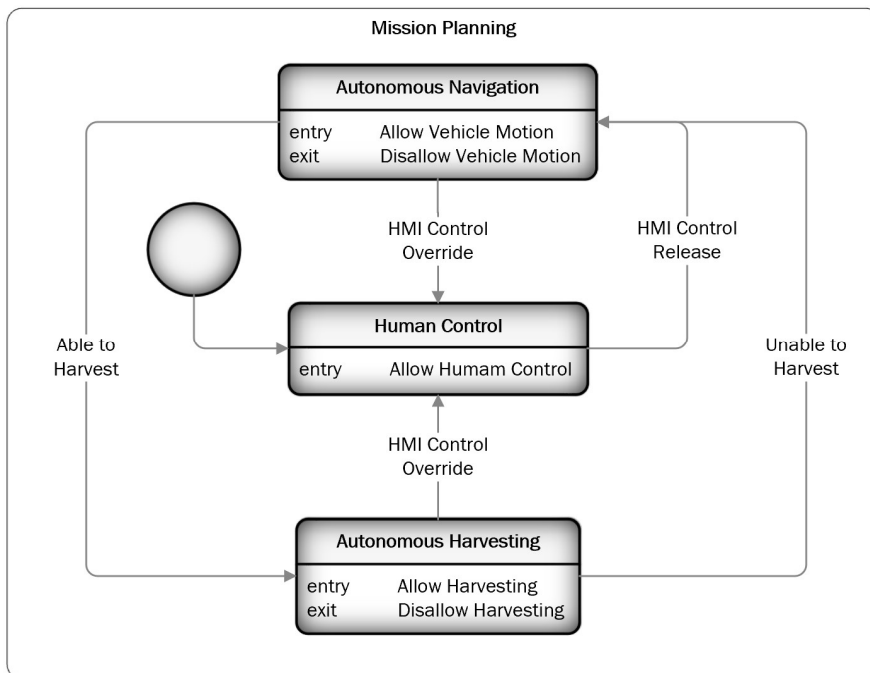 Mission Planning
Autonomous Navigation
entry Allow Vehicle Motion
exit Disallow Vehicle Motion
HMI Control
Override
HMI Control
Release
Human Control
entry Allow Humam Control
Able to
Harvest
Unable to
Harvest
HMI Control
Override
Autonomous Harvesting
entry Allow Harvesting
exit Disallow Harvesting